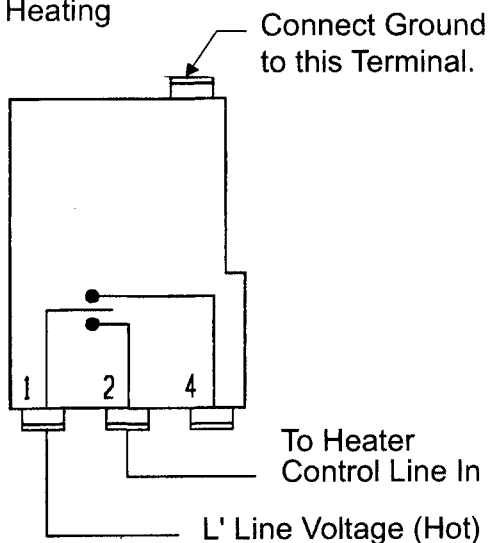 Heating
Connect Ground
to this Terminal.
1 2 4
To Heater
Control Line In
L' Line Voltage (Hot)